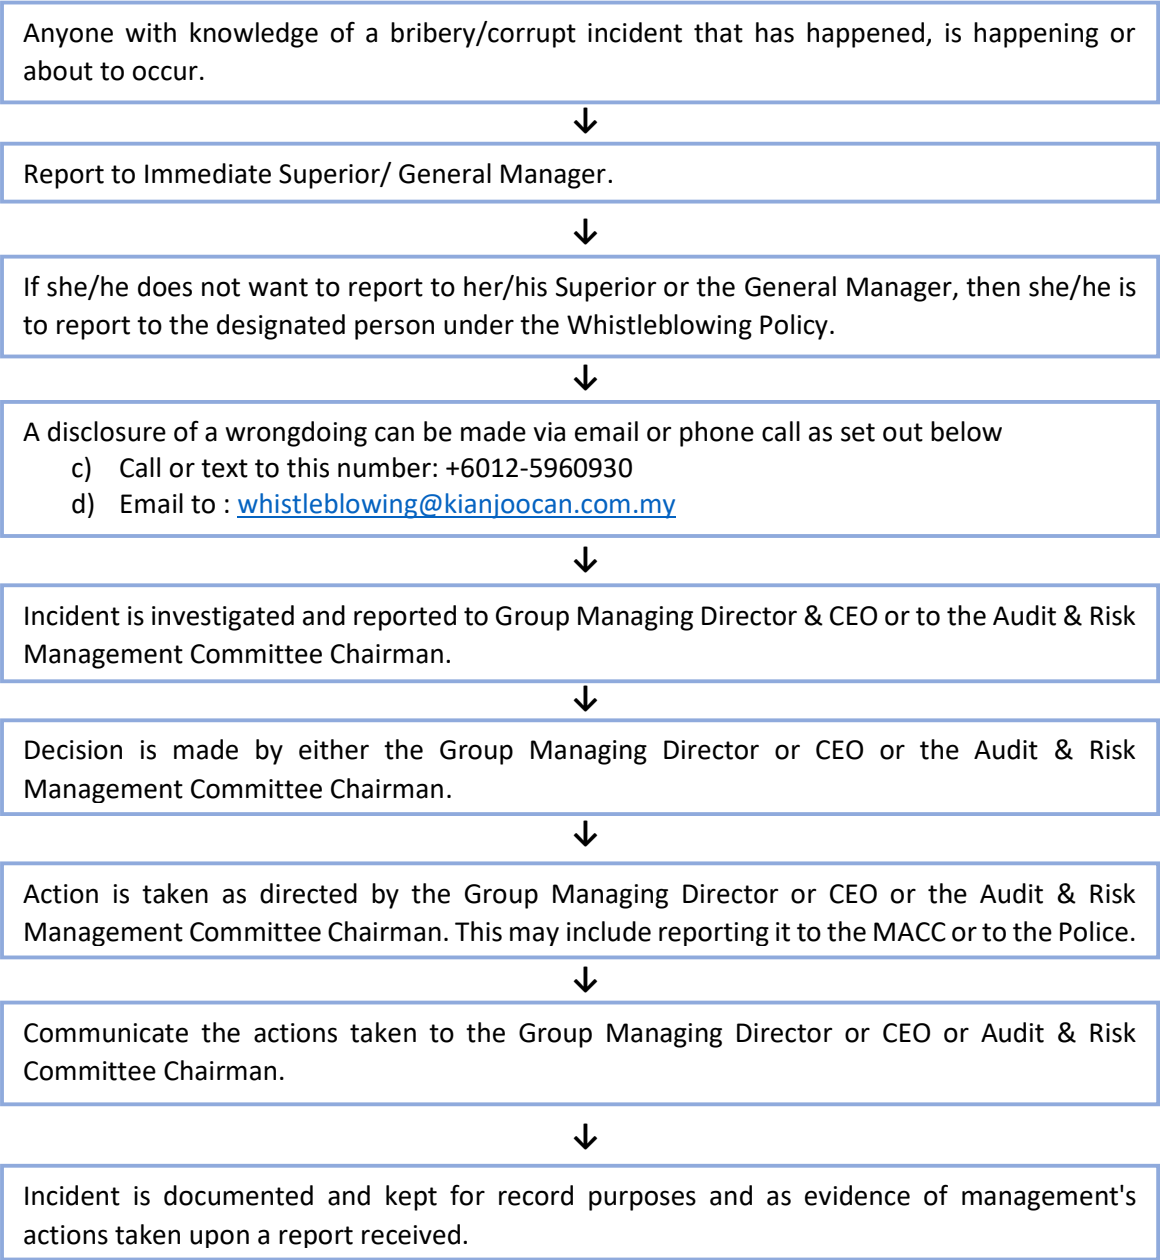 Anyone with knowledge of a bribery/corrupt incident that has happened, is happening or
about to occur.
↓
Report to Immediate Superior/ General Manager.
↓
If she/he does not want to report to her/his Superior or the General Manager, then she/he is
to report to the designated person under the Whistleblowing Policy.
↓
A disclosure of a wrongdoing can be made via email or phone call as set out below
c) Call or text to this number: +6012-5960930
d) Email to : whistleblowing@kianjoocan.com.my
↓
Incident is investigated and reported to Group Managing Director & CEO or to the Audit & Risk
Management Committee Chairman.
↓
Decision is made by either the Group Managing Director or CEO or the Audit & Risk
Management Committee Chairman.
↓
Action is taken as directed by the Group Managing Director or CEO or the Audit & Risk
Management Committee Chairman. This may include reporting it to the MACC or to the Police.
↓
Communicate the actions taken to the Group Managing Director or CEO or Audit & Risk
Committee Chairman.
↓
Incident is documented and kept for record purposes and as evidence of management's
actions taken upon a report received.